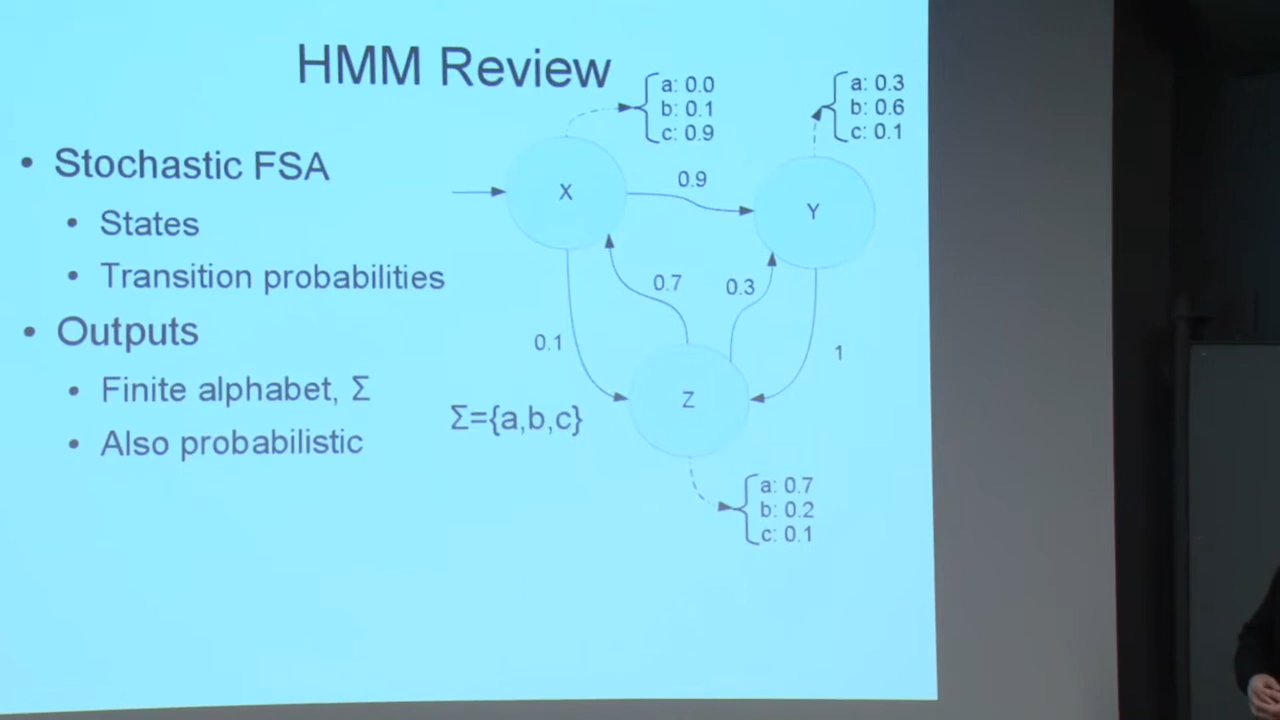 HMM Review
• Stochastic FSA
• States
• Transition probabilities
• Outputs
• Finite alphabet, Σ
• Also probabilistic
Σ={a,b,c}
a: 0.0
b: 0.1
c: 0.9
a: 0.3
b: 0.6
c: 0.1
X
0.9
Y
0.7
0.3
0.1
1
Z
a: 0.7
b: 0.2
c: 0.1